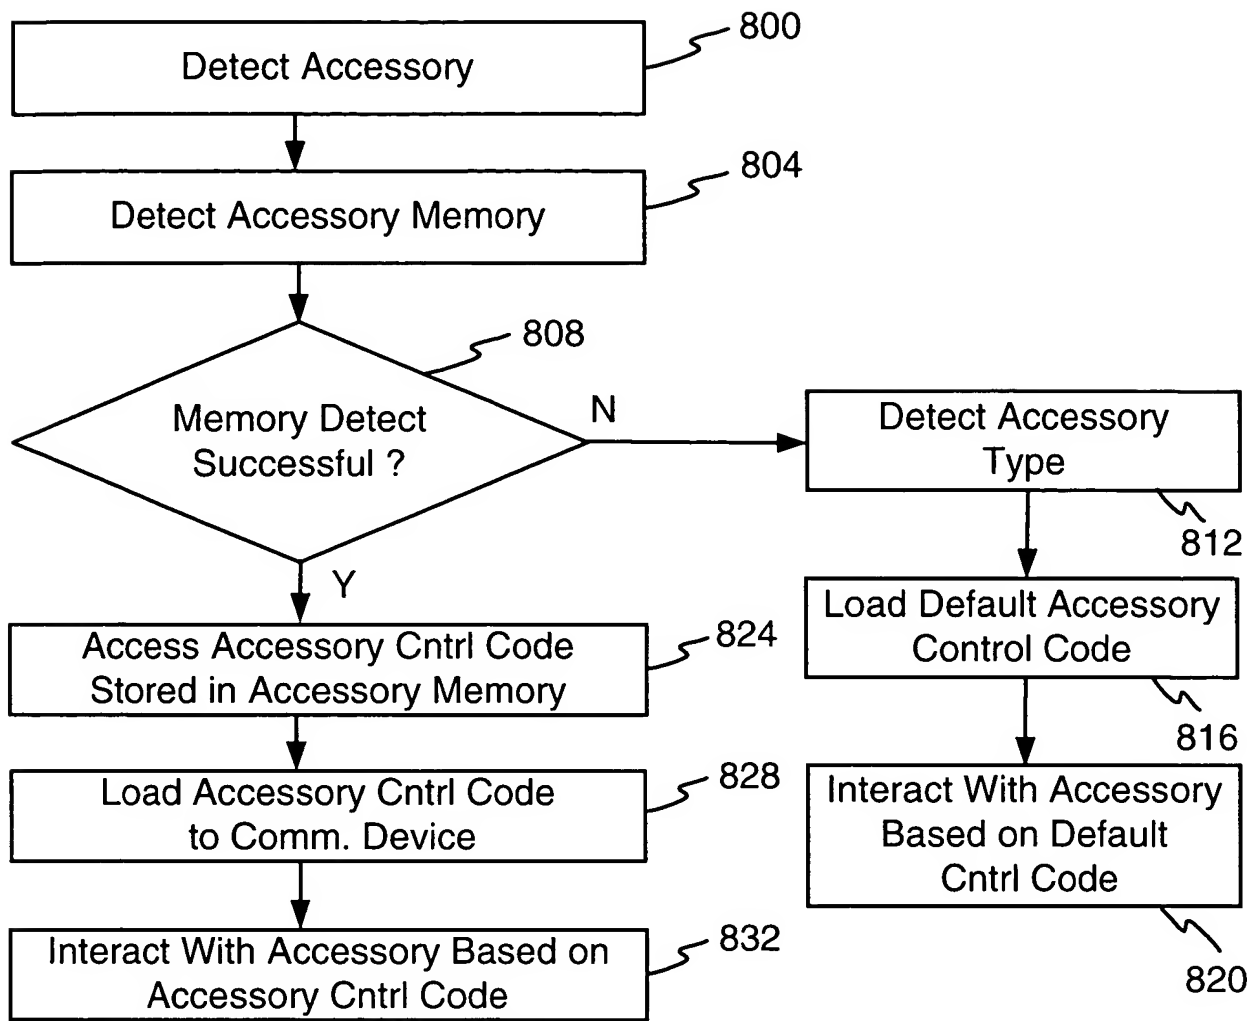 800
Detect Accessory
804
Detect Accessory Memory
808
Memory Detect
Successful ?
N
Y
Detect Accessory
Type
812
Load Default Accessory
Control Code
816
Interact With Accessory
Based on Default
Cntrl Code
820
Access Accessory Cntrl Code
Stored in Accessory Memory
824
Load Accessory Cntrl Code
to Comm. Device
828
Interact With Accessory Based on
Accessory Cntrl Code
832